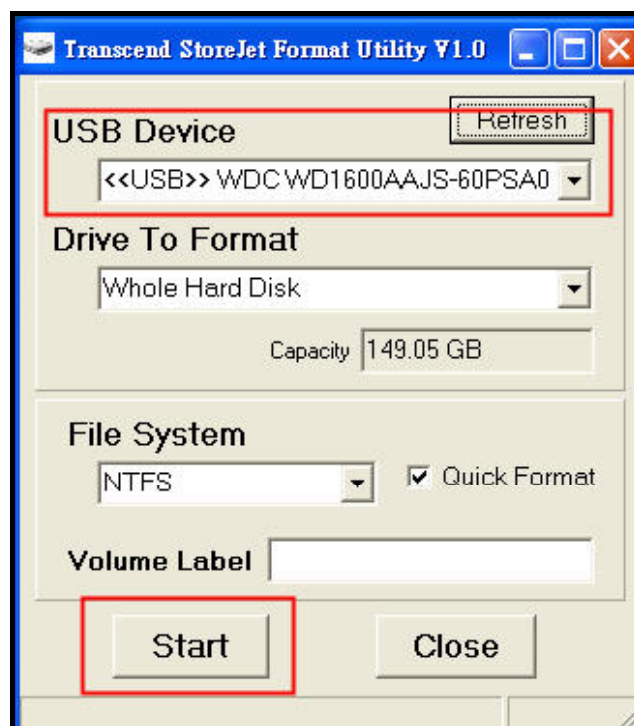 Transcend StoreJet Format Utility V1.0
Refresh
USB Device
<<USB>> WDC WD1600AAJS-60PSA0
Drive To Format
Whole Hard Disk
Capacity 149.05 GB
File System
NTFS
Quick Format
Volume Label
Start Close